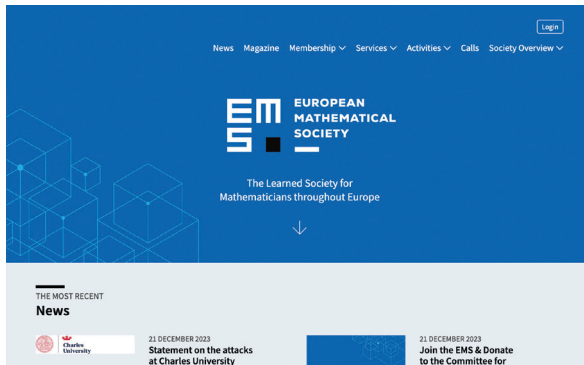 Login
News Magazine Membership Services Activities Calls Society Overview
EMS
EUROPEAN
MATHEMATICAL
SOCIETY
The Learned Society for
Mathematicians throughout Europe
THE MOST RECENT
News
Charles
University
21 DECEMBER 2023
Statement on the attacks
at Charles University
21 DECEMBER 2023
Join the EMS & Donate
to the Committee for